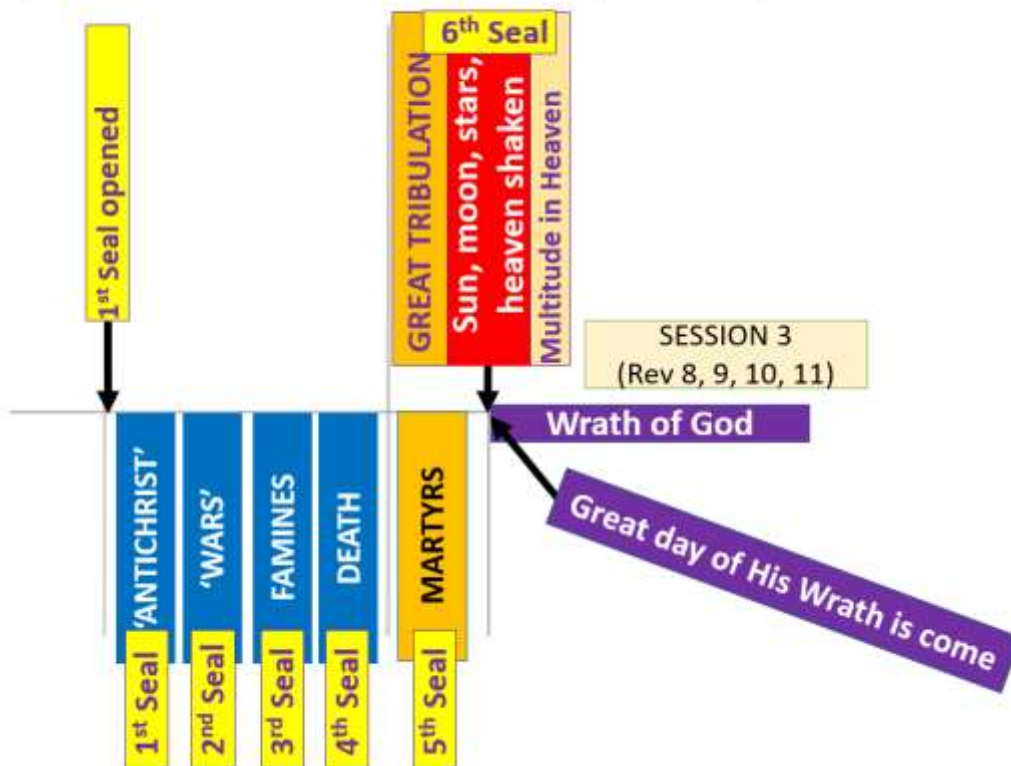 6th Seal
1st Seal opened
GREAT TRIBULATION
Sun, moon, stars,
heaven shaken
Multitude in Heaven
SESSION 3
(Rev 8, 9, 10, 11)
Wrath of God
Great day of His Wrath is come
'ANTICHRIST'
'WARS'
FAMINES
DEATH
MARTYRS
1st Seal
2nd Seal
3rd Seal
4th Seal
5th Seal